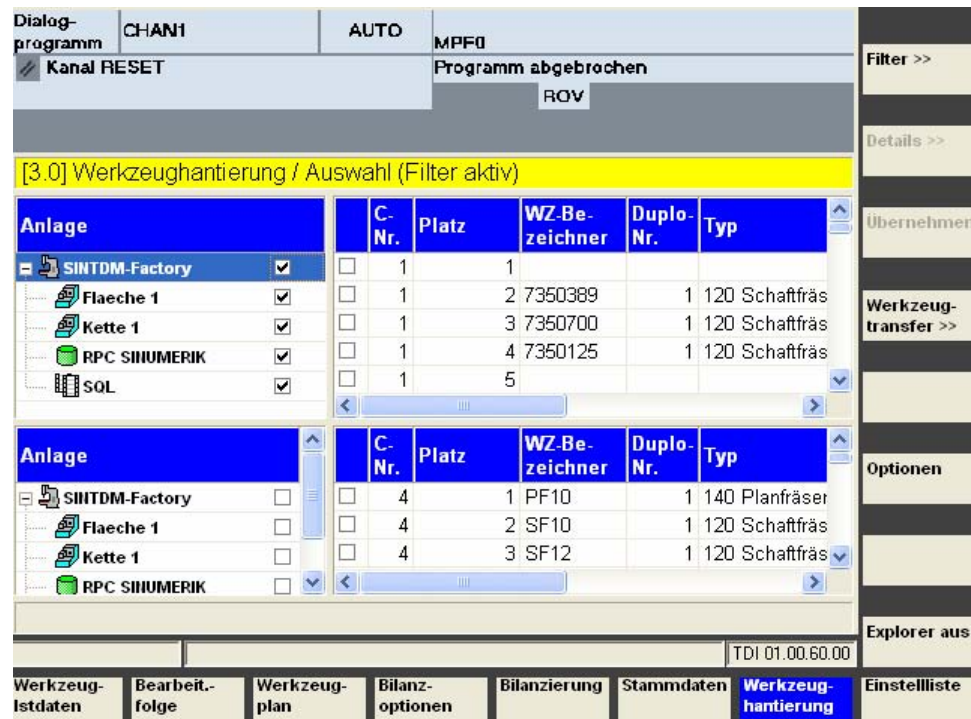 Dialog-
programm
CHAN1
AUTO
MPF0
Kanal RESET
Programm abgebrochen
ROV
Filter >>
Details >>
Übernehmen
Werkzeug-
transfer >>
Optionen
Explorer aus
[3.0] Werkzeughantierung / Auswahl (Filter aktiv)
Anlage
SINTDM-Factory
Flaeche 1
Kette 1
RPC SINUMERIK
SQL
C-Nr. Platz WZ-Be-zeichner Duplo-Nr. Typ
1 1
1 2 7350389 1 120 Schaftfräs
1 3 7350700 1 120 Schaftfräs
1 4 7350125 1 120 Schaftfräs
1 5
Anlage
SINTDM-Factory
Flaeche 1
Kette 1
RPC SINUMERIK
C-Nr. Platz WZ-Be-zeichner Duplo-Nr. Typ
4 1 PF10 1 140 Planfräser
4 2 SF10 1 120 Schaftfräs
4 3 SF12 1 120 Schaftfräs
TDI 01.00.60.00
Werkzeug-
Istdaten
Bearbeit.-
folge
Werkzeug-
plan
Bilanz-
optionen
Bilanzierung
Stammdaten
Werkzeug-
hantierung
Einstellliste